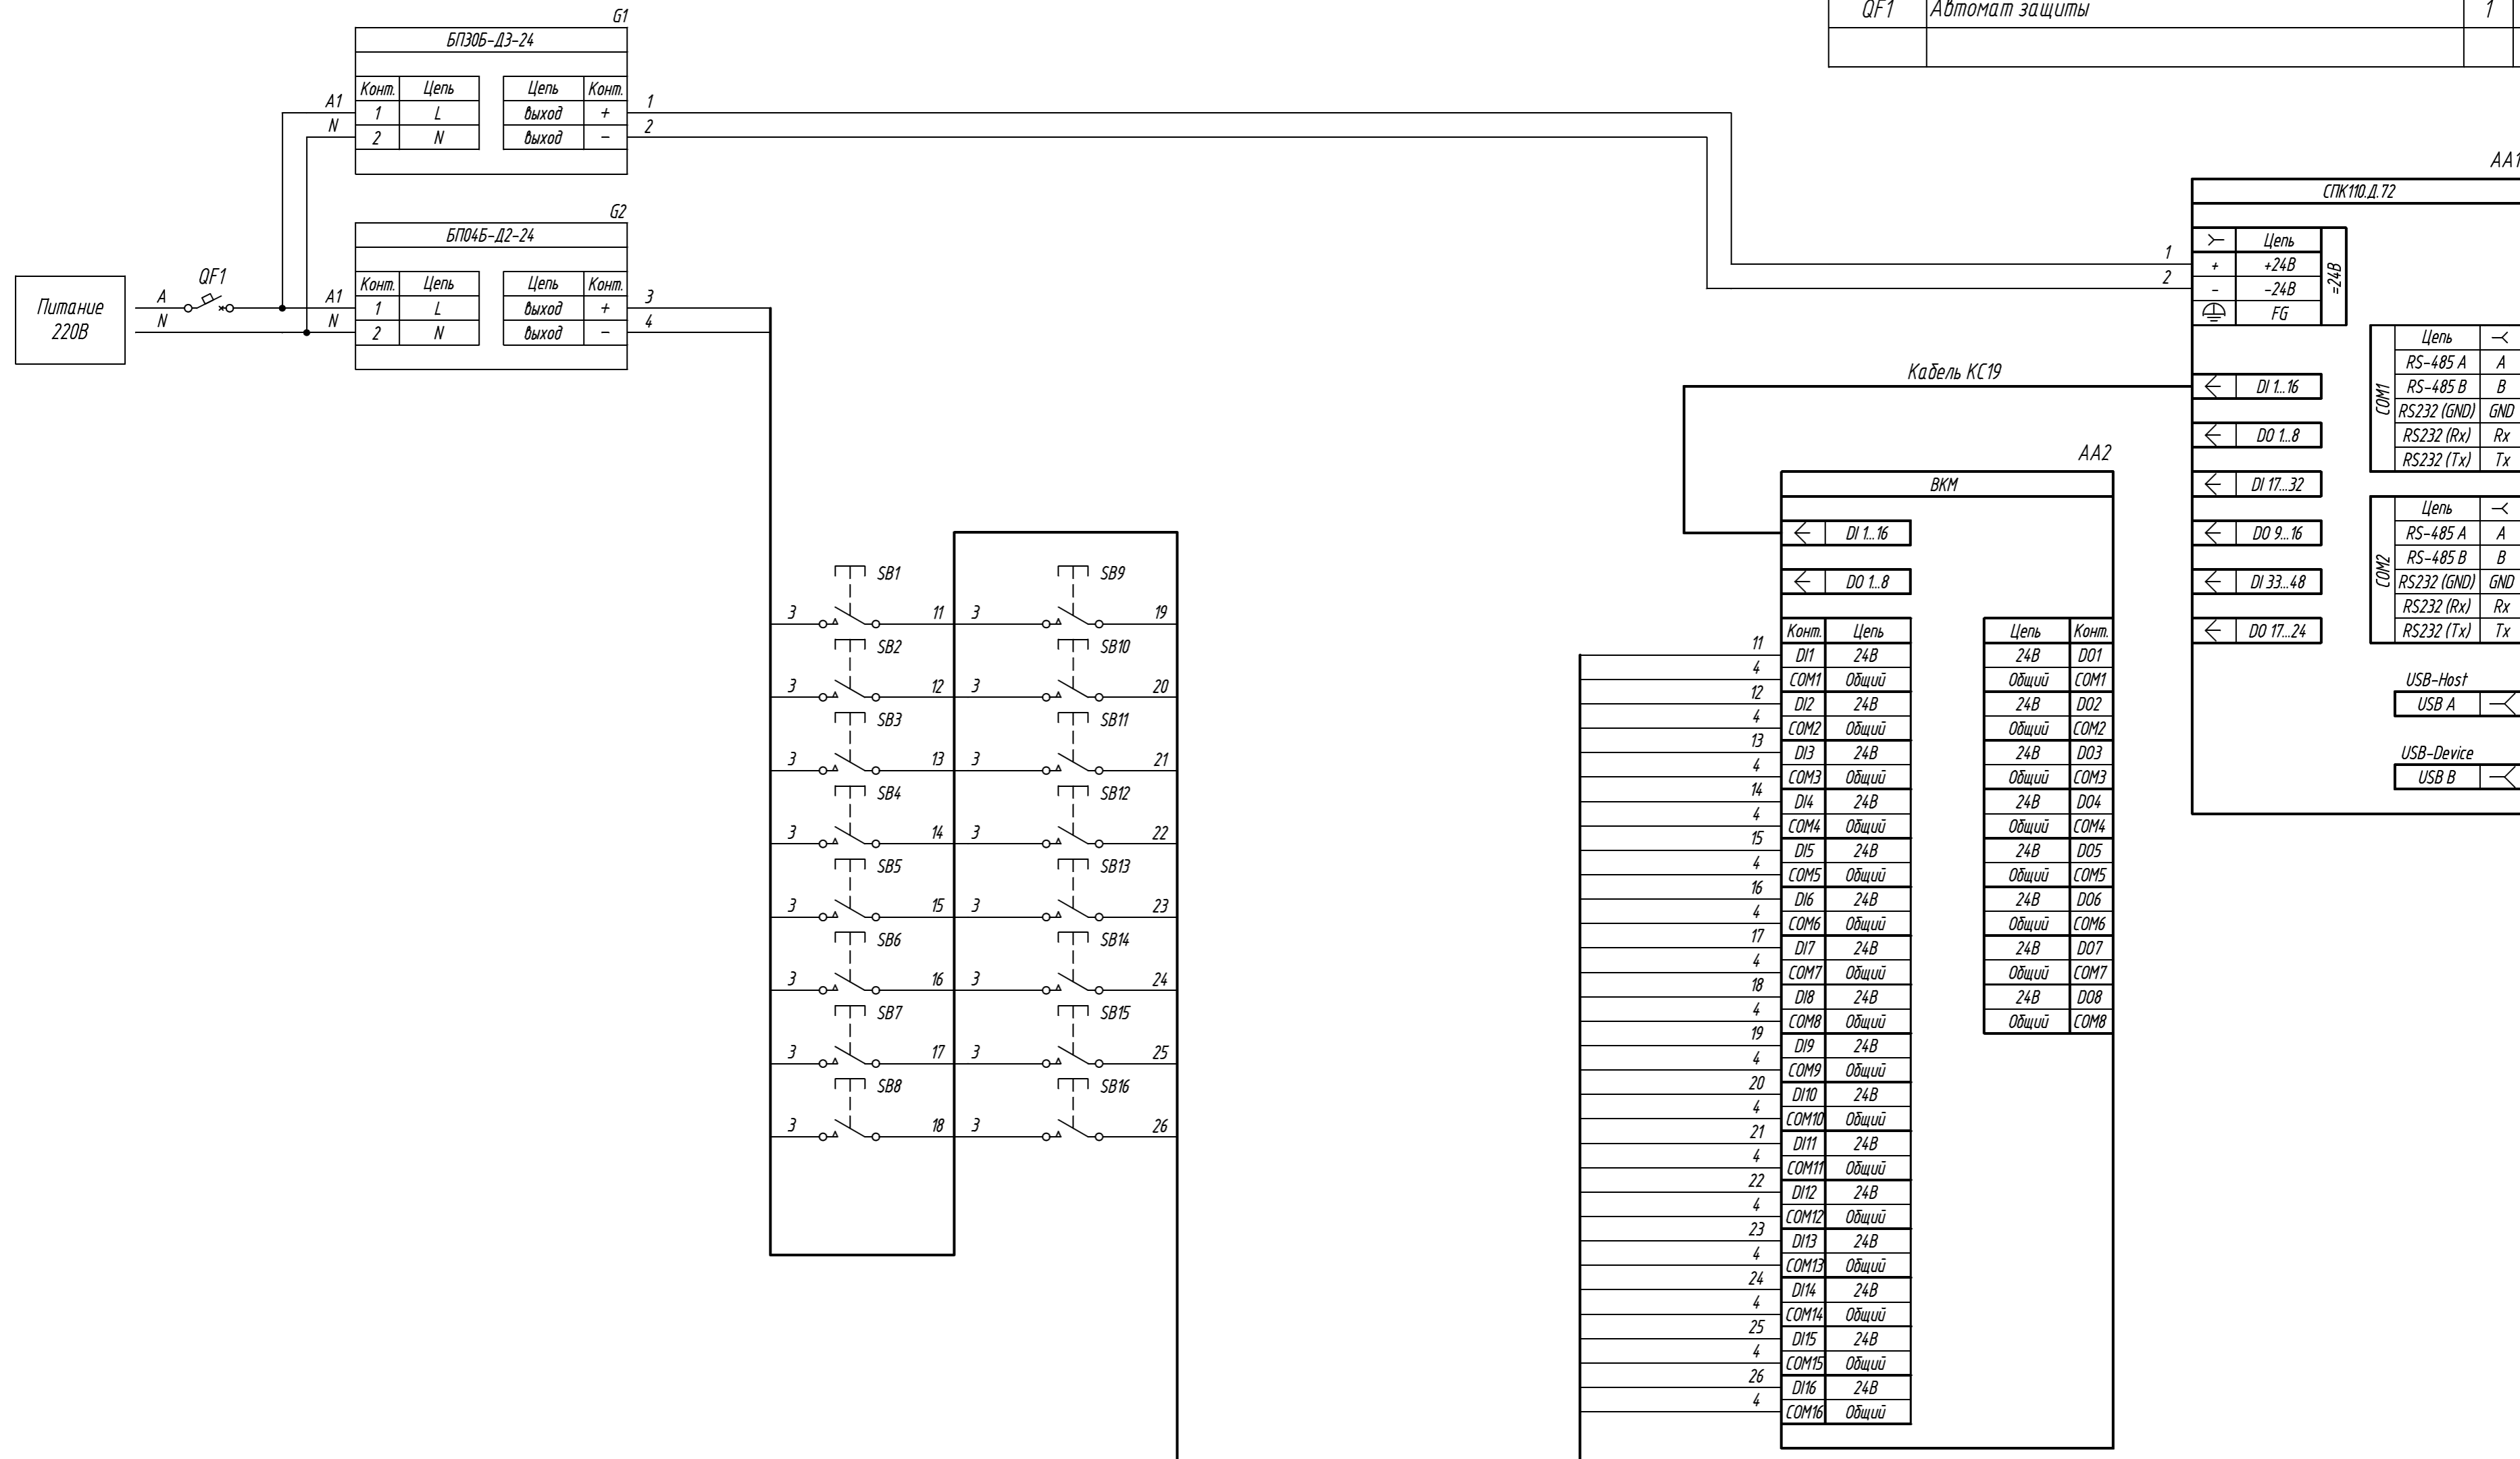 QF1 Автомат защиты 1
G1
БП30Б-Д3-24
Конт. Цепь Цепь Конт.
A1 1 L выход + 1
N 2 N выход - 2
G2
БП04Б-Д2-24
Конт. Цепь Цепь Конт.
A1 1 L выход + 3
N 2 N выход - 4
Питание
220В
A QF1
N
AA1
СПК110.Д.72
Цепь
1 + +24В
2 - -24В
FG
=24В
DI 1...16
DO 1...8
DI 17...32
DO 9...16
DI 33...48
DO 17...24
COM1
Цепь
RS-485 A A
RS-485 B B
RS232 (GND) GND
RS232 (Rx) Rx
RS232 (Tx) Tx
COM2
Цепь
RS-485 A A
RS-485 B B
RS232 (GND) GND
RS232 (Rx) Rx
RS232 (Tx) Tx
USB-Host
USB A
USB-Device
USB B
Кабель КС19
SB1 SB9
3 11 3 19
SB2 SB10
3 12 3 20
SB3 SB11
3 13 3 21
SB4 SB12
3 14 3 22
SB5 SB13
3 15 3 23
SB6 SB14
3 16 3 24
SB7 SB15
3 17 3 25
SB8 SB16
3 18 3 26
AA2
ВКМ
DI 1...16
DO 1...8
Конт. Цепь Цепь Конт.
11 DI1 24В 24В DO1
4 COM1 Общий Общий COM1
12 DI2 24В 24В DO2
4 COM2 Общий Общий COM2
13 DI3 24В 24В DO3
4 COM3 Общий Общий COM3
14 DI4 24В 24В DO4
4 COM4 Общий Общий COM4
15 DI5 24В 24В DO5
4 COM5 Общий Общий COM5
16 DI6 24В 24В DO6
4 COM6 Общий Общий COM6
17 DI7 24В 24В DO7
4 COM7 Общий Общий COM7
18 DI8 24В 24В DO8
4 COM8 Общий Общий COM8
19 DI9 24В
4 COM9 Общий
20 DI10 24В
4 COM10 Общий
21 DI11 24В
4 COM11 Общий
22 DI12 24В
4 COM12 Общий
23 DI13 24В
4 COM13 Общий
24 DI14 24В
4 COM14 Общий
25 DI15 24В
4 COM15 Общий
26 DI16 24В
4 COM16 Общий